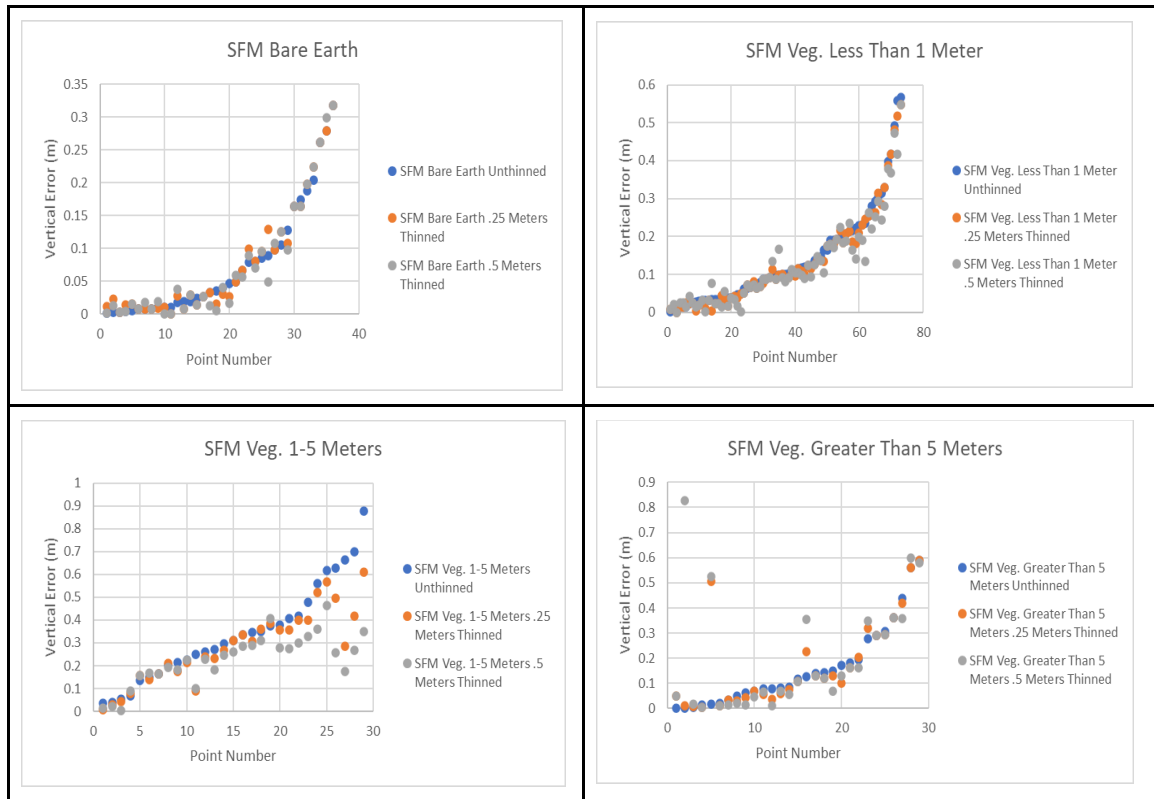 SFM Bare Earth
0.35
0.3
0.25
0.2
0.15
0.1
0.05
0
Vertical Error (m)
0 10 20 30 40
Point Number
SFM Bare Earth Unthinned
SFM Bare Earth .25 Meters
Thinned
SFM Bare Earth .5 Meters
Thinned
SFM Veg. Less Than 1 Meter
0.6
0.5
0.4
0.3
0.2
0.1
0
Vertical Error (m)
0 20 40 60 80
Point Number
SFM Veg. Less Than 1 Meter
Unthinned
SFM Veg. Less Than 1 Meter
.25 Meters Thinned
SFM Veg. Less Than 1 Meter
.5 Meters Thinned
SFM Veg. 1-5 Meters
1
0.9
0.8
0.7
0.6
0.5
0.4
0.3
0.2
0.1
0
Vertical Error (m)
0 5 10 15 20 25 30
Point Number
SFM Veg. 1-5 Meters
Unthinned
SFM Veg. 1-5 Meters .25
Meters Thinned
SFM Veg. 1-5 Meters .5
Meters Thinned
SFM Veg. Greater Than 5 Meters
0.9
0.8
0.7
0.6
0.5
0.4
0.3
0.2
0.1
0
Vertical Error (m)
0 10 20 30
Point Number
SFM Veg. Greater Than 5
Meters Unthinned
SFM Veg. Greater Than 5
Meters .25 Meters Thinned
SFM Veg. Greater Than 5
Meters .5 Meters Thinned